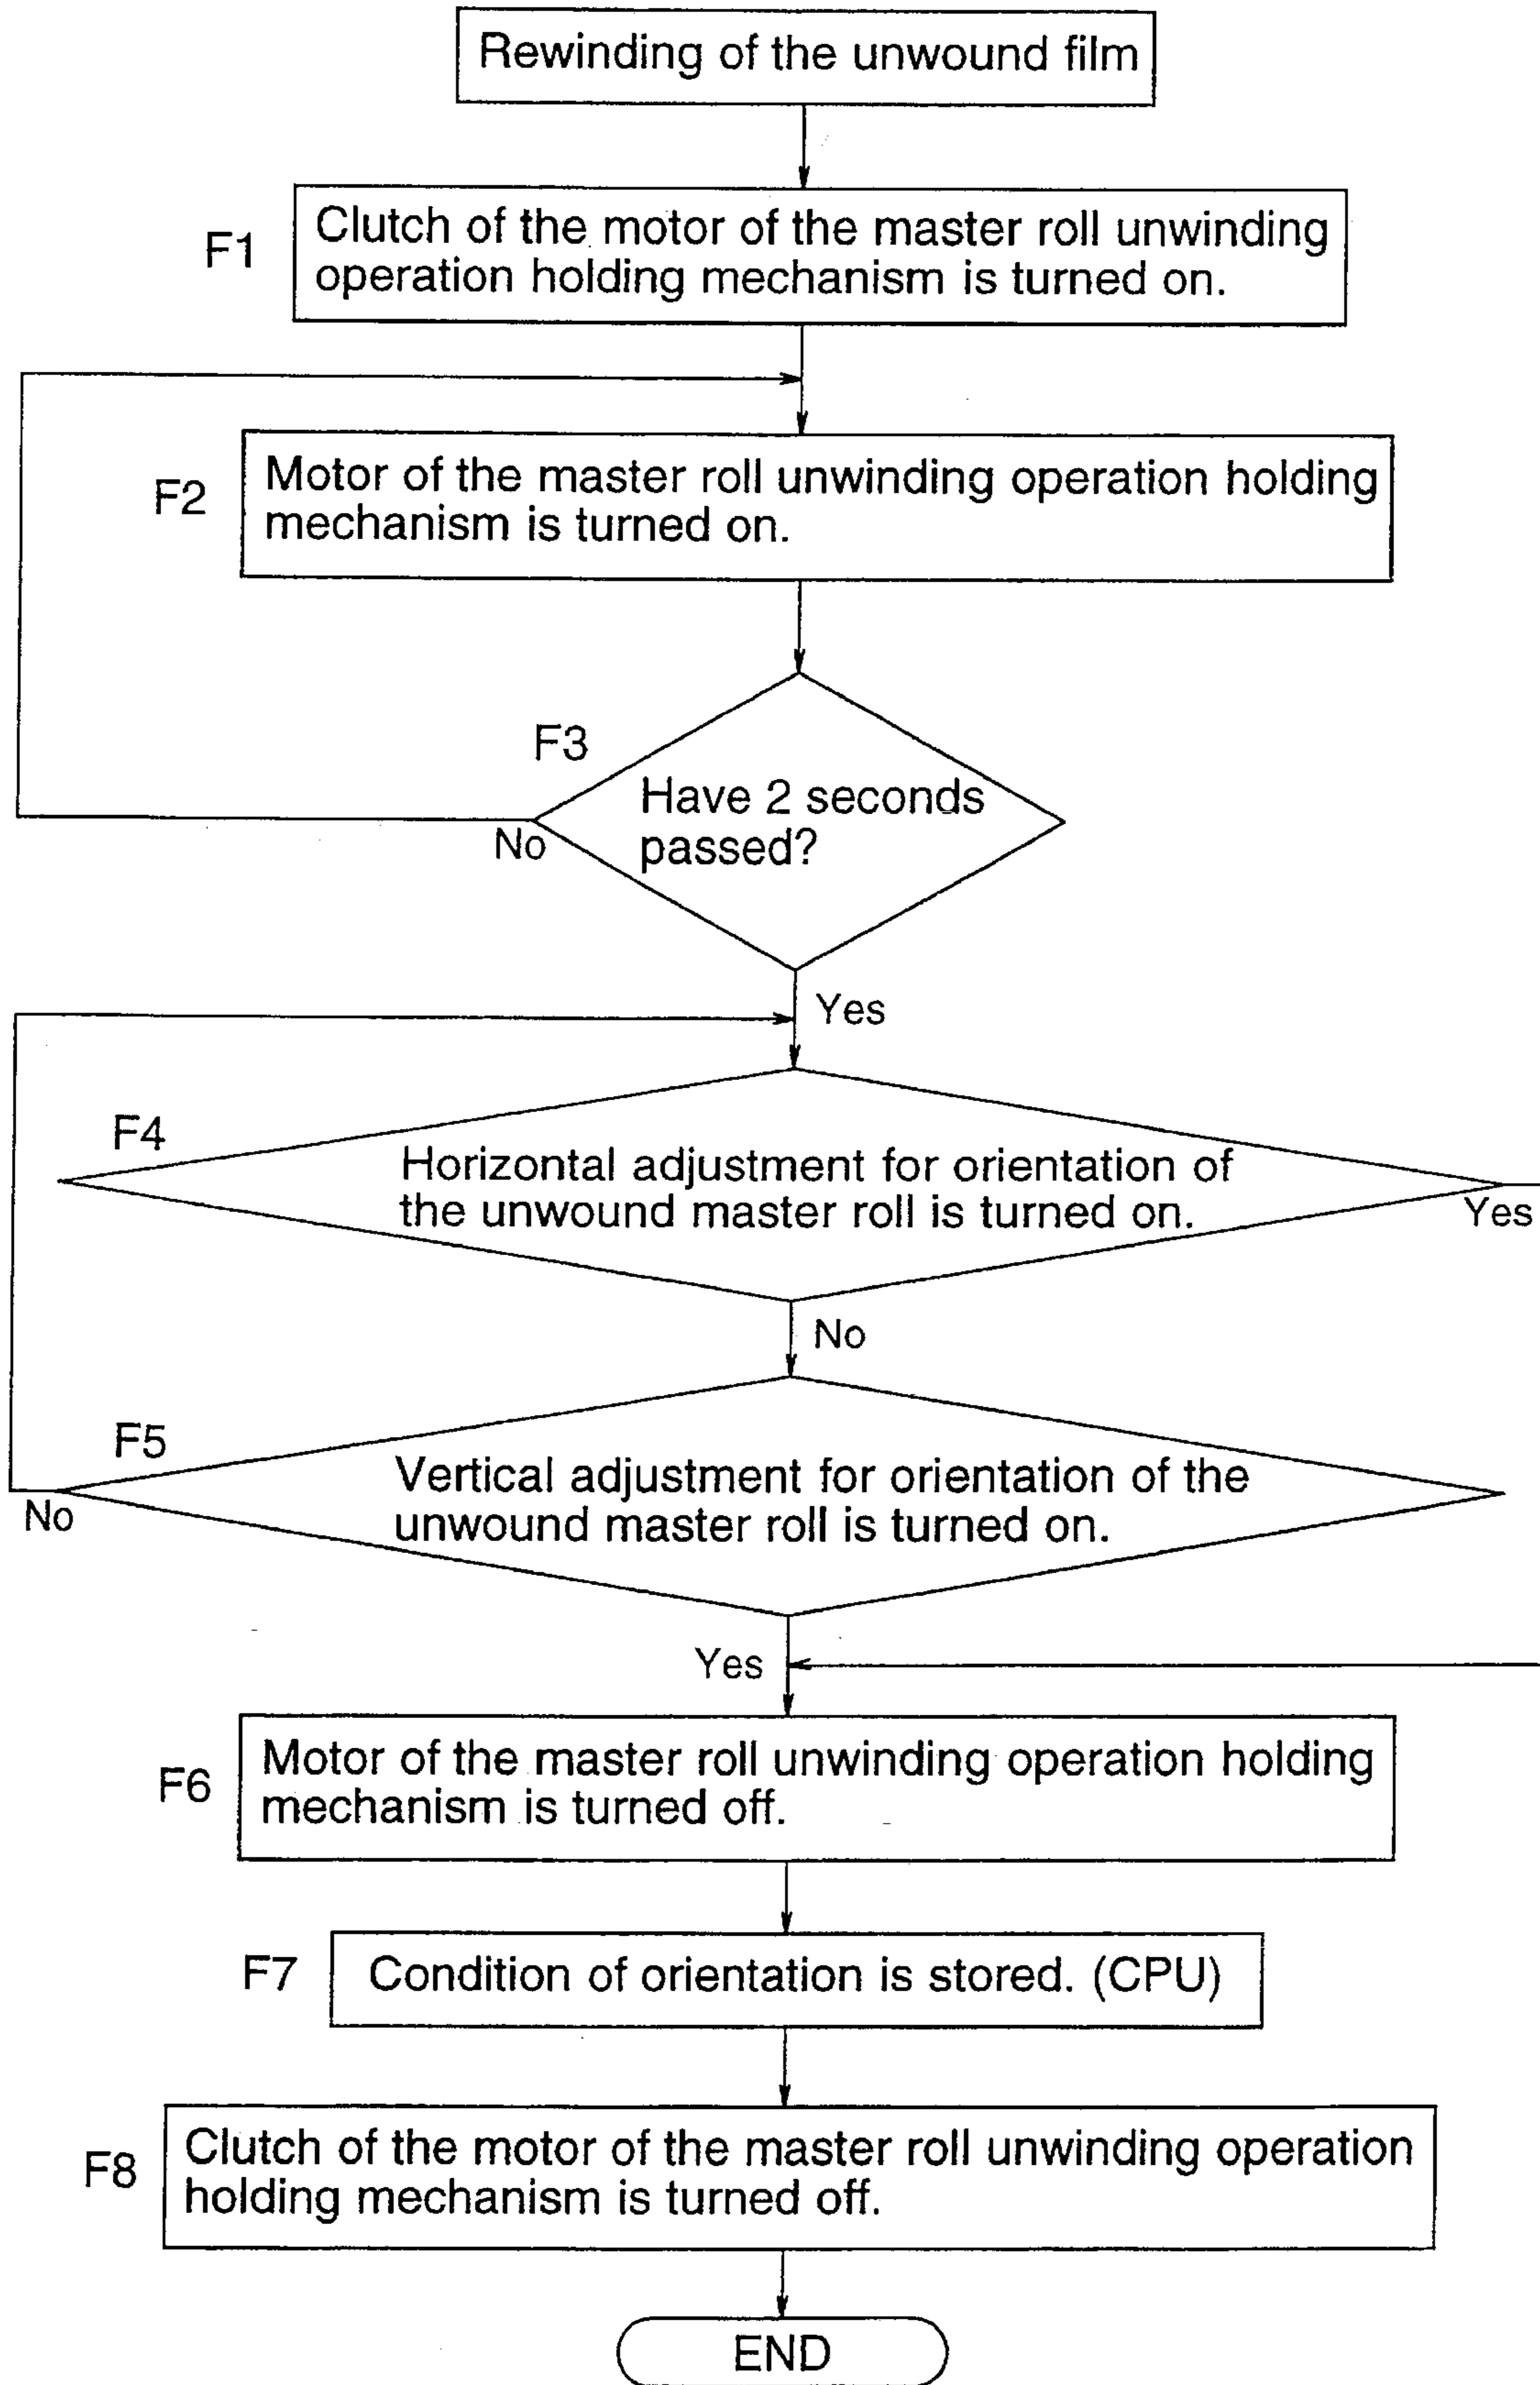 Rewinding of the unwound film
F1
Clutch of the motor of the master roll unwinding
operation holding mechanism is turned on.
F2
Motor of the master roll unwinding operation holding
mechanism is turned on.
F3
Have 2 seconds
passed?
No
Yes
F4
Horizontal adjustment for orientation of
the unwound master roll is turned on.
Yes
No
F5
Vertical adjustment for orientation of the
unwound master roll is turned on.
No
Yes
F6
Motor of the master roll unwinding operation holding
mechanism is turned off.
F7
Condition of orientation is stored. (CPU)
F8
Clutch of the motor of the master roll unwinding operation
holding mechanism is turned off.
END